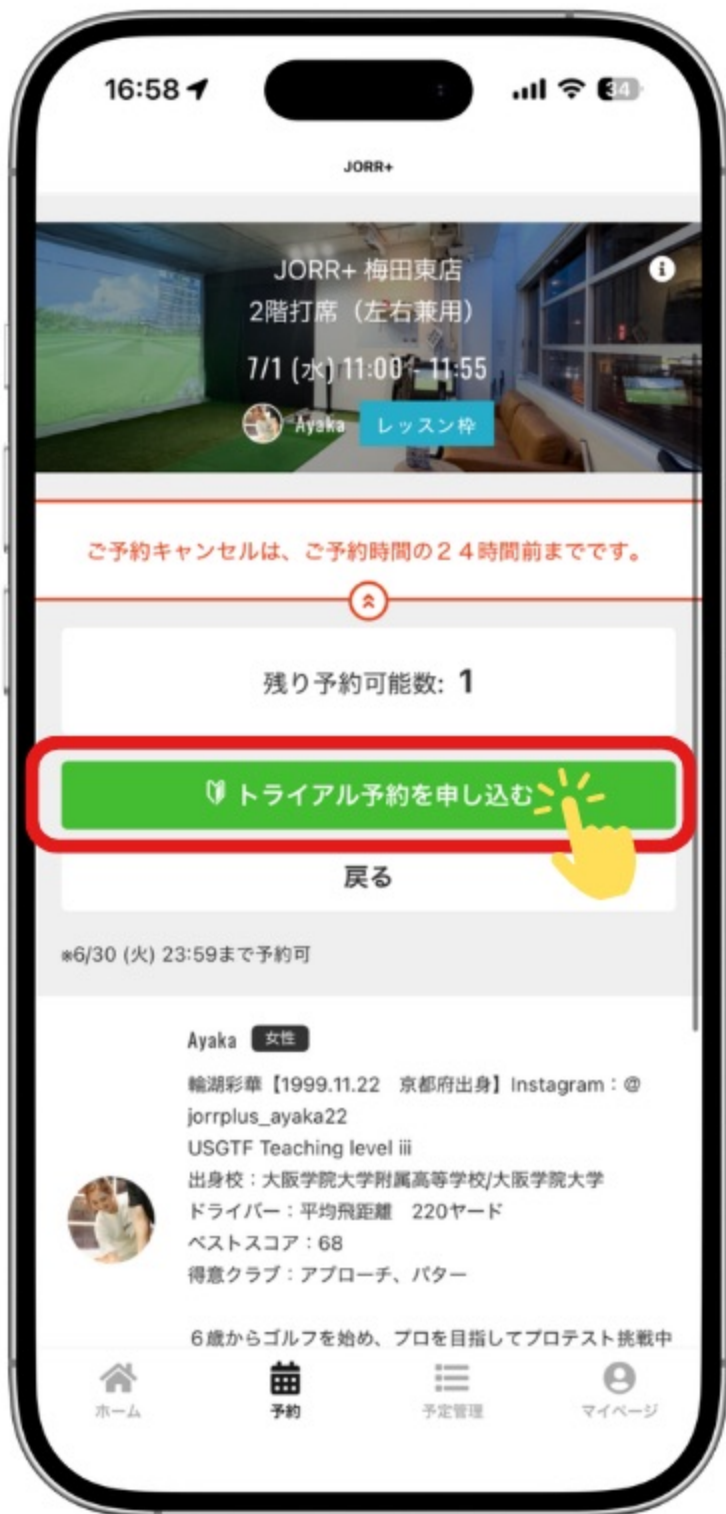 16:58
34
JORR+
JORR+ 梅田東店
2階打席（左右兼用）
7/1 (水) 11:00 - 11:55
Ayaka レッスン枠
ご予約キャンセルは、ご予約時間の２４時間前までです。
残り予約可能数: 1
トライアル予約を申し込む
戻る
※6/30 (火) 23:59まで予約可
Ayaka 女性
輪湖彩華【1999.11.22　京都府出身】Instagram：@
jorrplus_ayaka22
USGTF Teaching level iii
出身校：大阪学院大学附属高等学校/大阪学院大学
ドライバー：平均飛距離　220ヤード
ベストスコア：68
得意クラブ：アプローチ、パター
６歳からゴルフを始め、プロを目指してプロテスト挑戦中
ホーム 予約 予定管理 マイページ